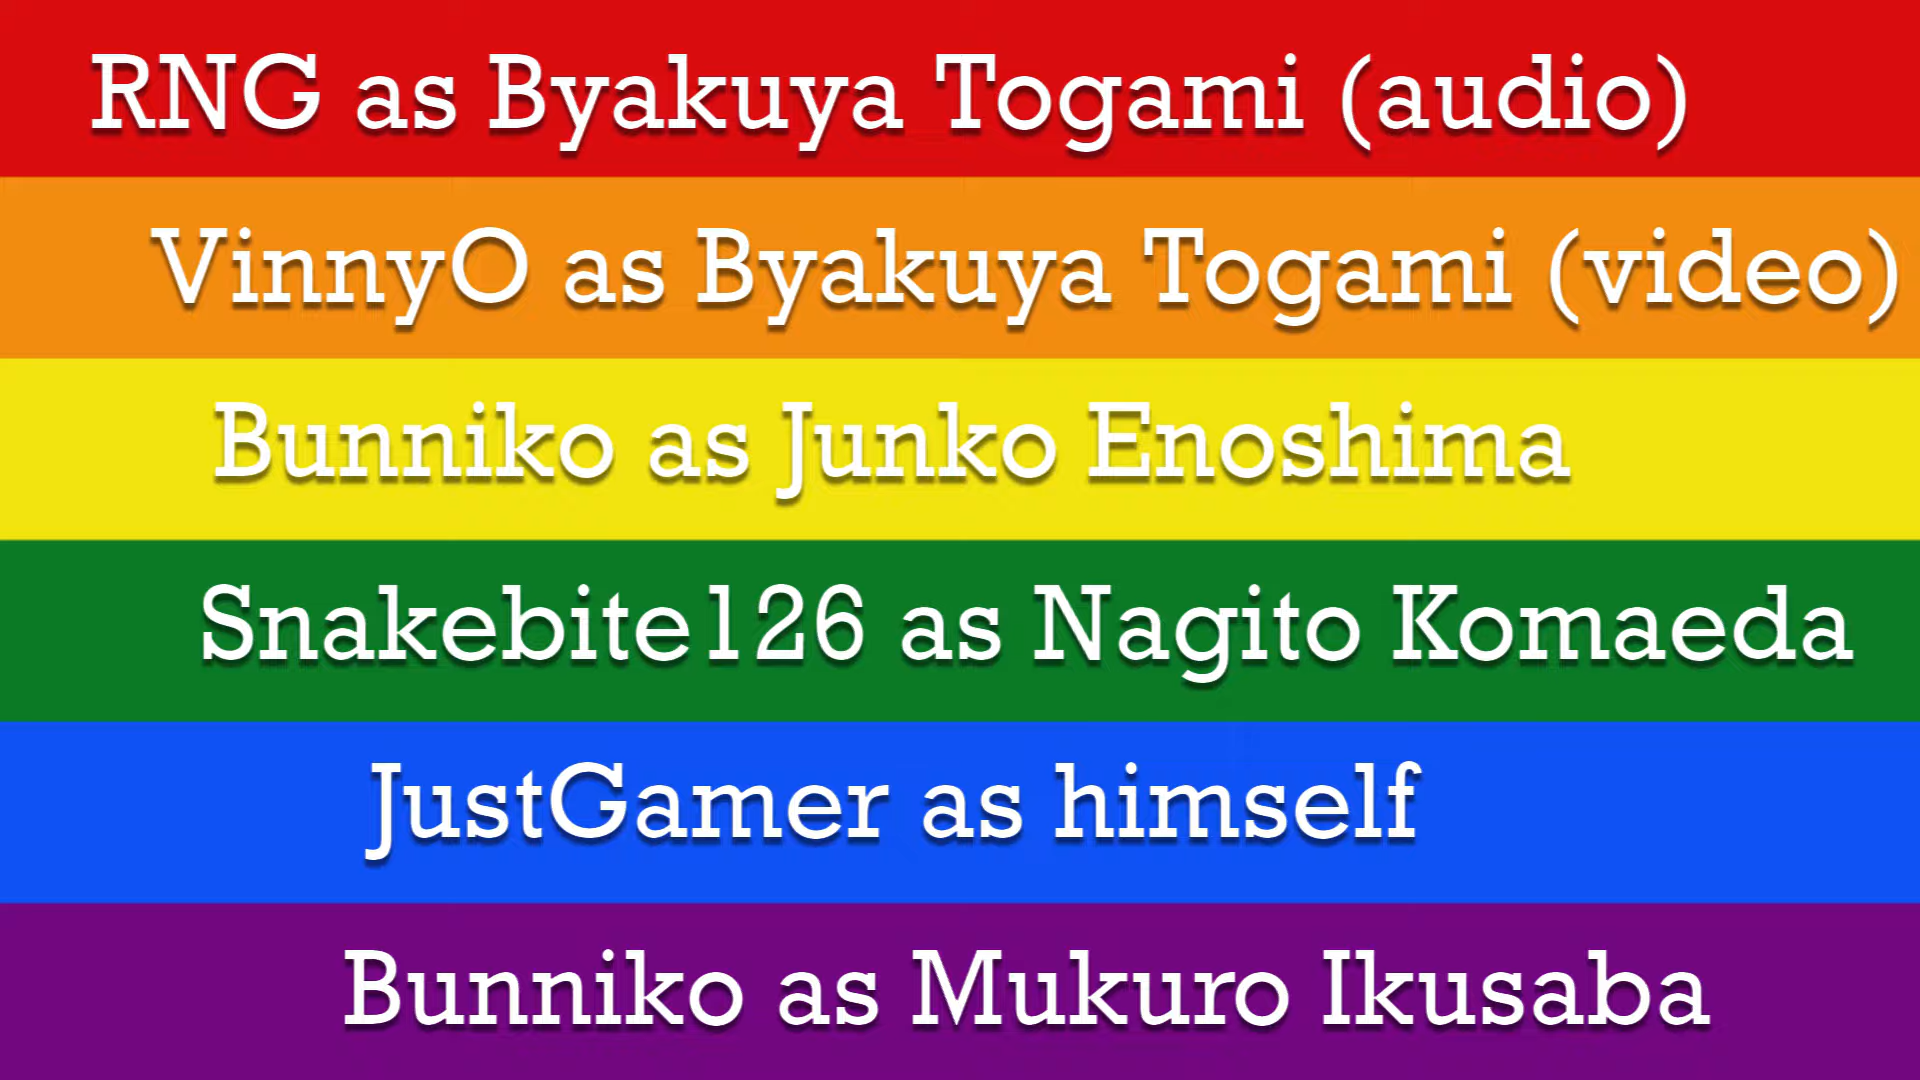 RNG as Byakuya Togami (audio)
VinnyO as Byakuya Togami (video)
Bunniko as Junko Enoshima
Snakebite126 as Nagito Komaeda
JustGamer as himself
Bunniko as Mukuro Ikusaba